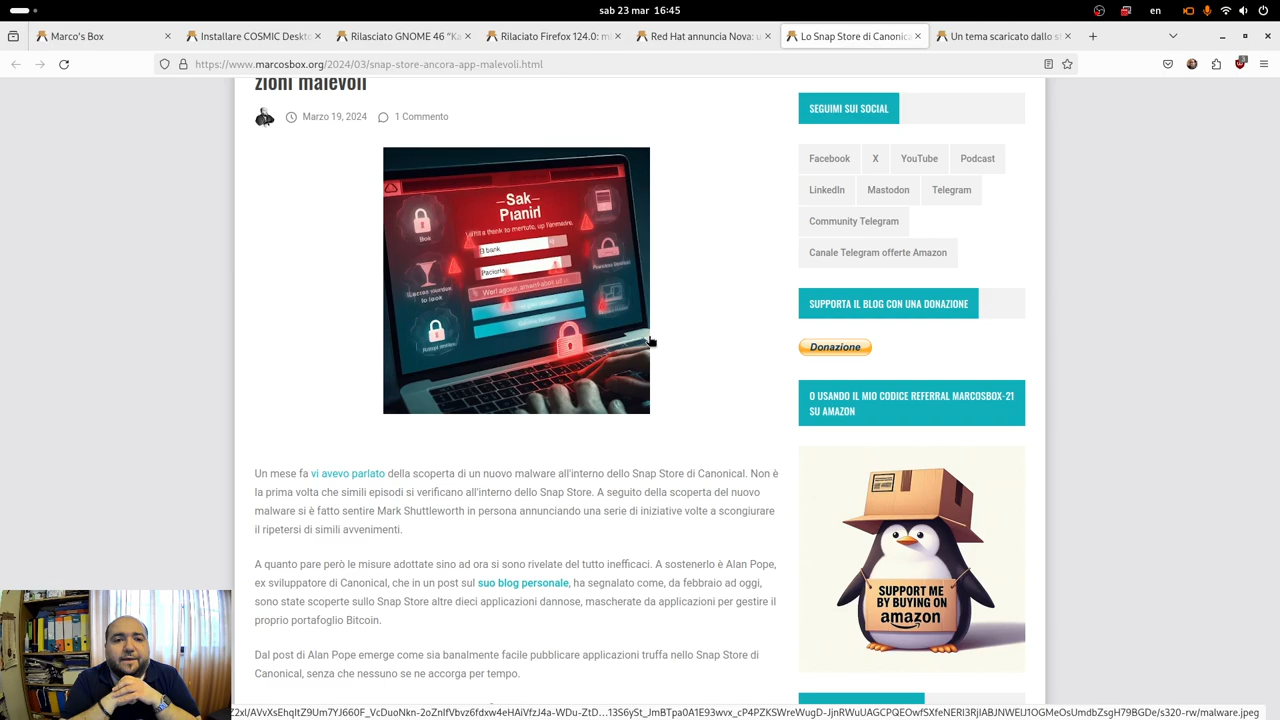 sab 23 mar 16:45
en
Marco's Box
Installare COSMIC Deskto
Rilasciato GNOME 46 "Ka
Rilaciato Firefox 124.0: m
Red Hat annuncia Nova: u
Lo Snap Store di Canonica
Un tema scaricato dallo s
https://www.marcosbox.org/2024/03/snap-store-ancora-app-malevoli.html
zioni malevoli
Marzo 19, 2024 1 Commento
Sak
Pianirl
B bank
Un mese fa vi avevo parlato della scoperta di un nuovo malware all'interno dello Snap Store di Canonical. Non è
la prima volta che simili episodi si verificano all'interno dello Snap Store. A seguito della scoperta del nuovo
malware si è fatto sentire Mark Shuttleworth in persona annunciando una serie di iniziative volte a scongiurare
il ripetersi di simili avvenimenti.
A quanto pare però le misure adottate sino ad ora si sono rivelate del tutto inefficaci. A sostenerlo è Alan Pope,
ex sviluppatore di Canonical, che in un post sul suo blog personale, ha segnalato come, da febbraio ad oggi,
sono state scoperte sullo Snap Store altre dieci applicazioni dannose, mascherate da applicazioni per gestire il
proprio portafoglio Bitcoin.
Dal post di Alan Pope emerge come sia banalmente facile pubblicare applicazioni truffa nello Snap Store di
Canonical, senza che nessuno se ne accorga per tempo.
SEGUIMI SUI SOCIAL
Facebook X YouTube Podcast
LinkedIn Mastodon Telegram
Community Telegram
Canale Telegram offerte Amazon
SUPPORTA IL BLOG CON UNA DONAZIONE
Donazione
O USANDO IL MIO CODICE REFERRAL MARCOSBOX-21
SU AMAZON
SUPPORT ME
BY BUYING ON
amazon